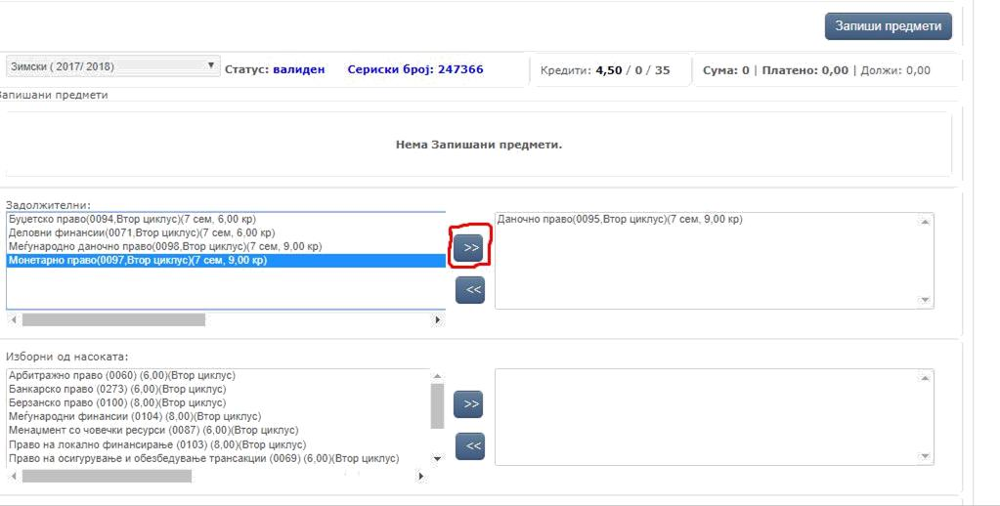 Запиши предмети
Зимски ( 2017/ 2018)
Статус: валиден Сериски број: 247366
Кредити: 4,50 / 0 / 35
Сума: 0 | Платено: 0,00 | Должи: 0,00
Запишани предмети
Нема Запишани предмети.
Задолжителни:
Буџетско право(0094,Втор циклус)(7 сем, 6,00 кр)
Деловни финансии(0071,Втор циклус)(7 сем, 6,00 кр)
Меѓународно даночно право(0098,Втор циклус)(7 сем, 9,00 кр)
Монетарно право(0097,Втор циклус)(7 сем, 9,00 кр)
>>
<<
Даночно право(0095,Втор циклус)(7 сем, 9,00 кр)
Изборни од насоката:
Арбитражно право (0060) (6,00)(Втор циклус)
Банкарско право (0273) (6,00)(Втор циклус)
Берзанско право (0100) (8,00)(Втор циклус)
Меѓународни финансии (0104) (8,00)(Втор циклус)
Менаџмент со човечки ресурси (0087) (6,00)(Втор циклус)
Право на локално финансирање (0103) (8,00)(Втор циклус)
Право на осигурување и обезбедување трансакции (0069) (6,00)(Втор циклус)
>>
<<